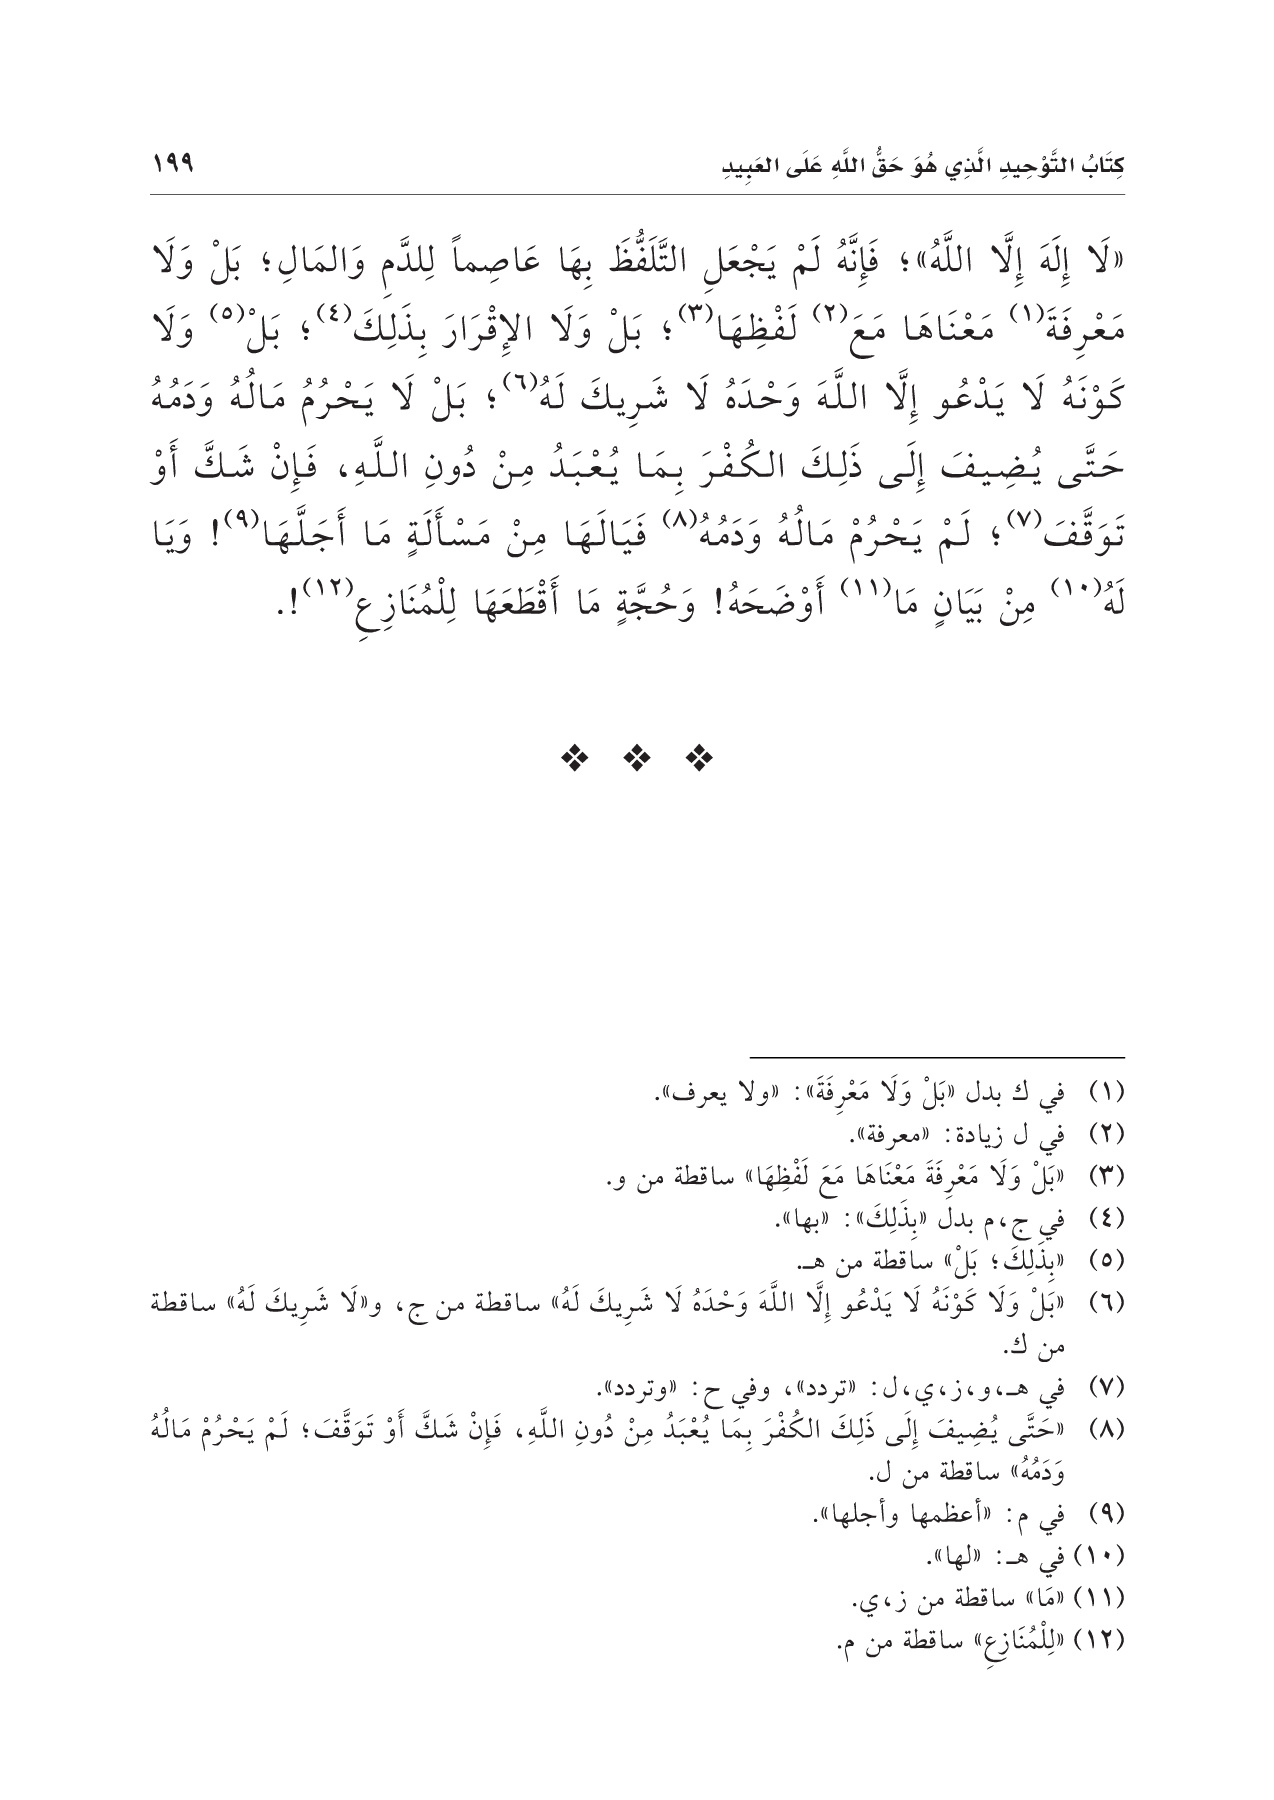 كِتَابُ التَّوْحِيدِ الَّذِي هُوَ حَقُّ اللَّهِ عَلَى العَبِيدِ ١٩٩
«لَا إِلَهَ إِلَّا اللَّهُ»؛ فَإِنَّهُ لَمْ يَجْعَلِ التَّلَفُّظَ بِهَا عَاصِماً لِلدَّمِ وَالمَالِ؛ بَلْ وَلَا
مَعْرِفَةَ(١) مَعْنَاهَا مَعَ(٢) لَفْظِهَا(٣)؛ بَلْ وَلَا الإِقْرَارَ بِذَلِكَ(٤)؛ بَلْ(٥) وَلَا
كَوْنَهُ لَا يَدْعُو إِلَّا اللَّهَ وَحْدَهُ لَا شَرِيكَ لَهُ(٦)؛ بَلْ لَا يَحْرُمُ مَالُهُ وَدَمُهُ
حَتَّى يُضِيفَ إِلَى ذَلِكَ الكُفْرَ بِمَا يُعْبَدُ مِنْ دُونِ اللَّهِ، فَإِنْ شَكَّ أَوْ
تَوَقَّفَ(٧)؛ لَمْ يَحْرُمْ مَالُهُ وَدَمُهُ(٨) فَيَالَهَا مِنْ مَسْأَلَةٍ مَا أَجَلَّهَا(٩)! وَيَا
لَهُ(١٠) مِنْ بَيَانٍ مَا(١١) أَوْضَحَهُ! وَحُجَّةٍ مَا أَقْطَعَهَا لِلْمُنَازِعِ(١٢)!.
(١) في ك بدل «بَلْ وَلَا مَعْرِفَةَ»: «ولا يعرف».
(٢) في ل زيادة: «معرفة».
(٣) «بَلْ وَلَا مَعْرِفَةَ مَعْنَاهَا مَعَ لَفْظِهَا» ساقطة من و.
(٤) في ج،م بدل «بِذَلِكَ»: «بها».
(٥) «بِذَلِكَ؛ بَلْ» ساقطة من هـ.
(٦) «بَلْ وَلَا كَوْنَهُ لَا يَدْعُو إِلَّا اللَّهَ وَحْدَهُ لَا شَرِيكَ لَهُ» ساقطة من ج، و«لَا شَرِيكَ لَهُ» ساقطة
من ك.
(٧) في هـ،و،ز،ي،ل: «تردد»، وفي ح: «وتردد».
(٨) «حَتَّى يُضِيفَ إِلَى ذَلِكَ الكُفْرَ بِمَا يُعْبَدُ مِنْ دُونِ اللَّهِ، فَإِنْ شَكَّ أَوْ تَوَقَّفَ؛ لَمْ يَحْرُمْ مَالُهُ
وَدَمُهُ» ساقطة من ل.
(٩) في م: «أعظمها وأجلها».
(١٠) في هـ: «لها».
(١١) «مَا» ساقطة من ز،ي.
(١٢) «لِلْمُنَازِعِ» ساقطة من م.